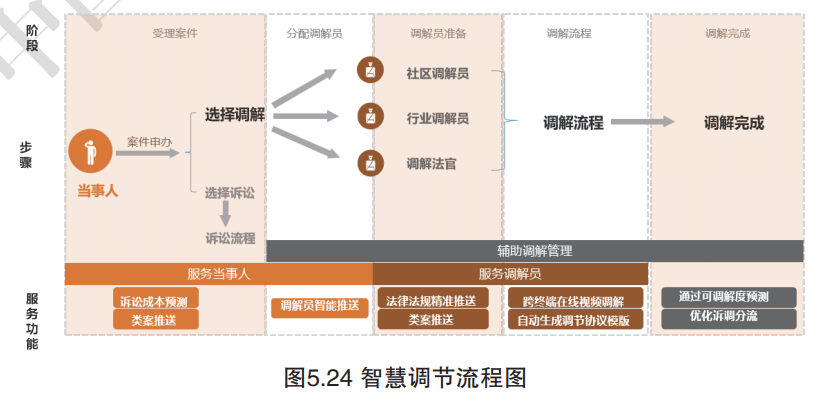 阶段
受理案件
分配调解员
调解员准备
调解流程
调解完成
步骤
当事人
案件申办
选择调解
选择诉讼
诉讼流程
社区调解员
行业调解员
调解法官
调解流程
调解完成
辅助调解管理
服务当事人
服务调解员
服务功能
诉讼成本预测
类案推送
调解员智能推送
法律法规精准推送
类案推送
跨终端在线视频调解
自动生成调节协议模版
通过可调解度预测
优化诉调分流
图5.24 智慧调节流程图